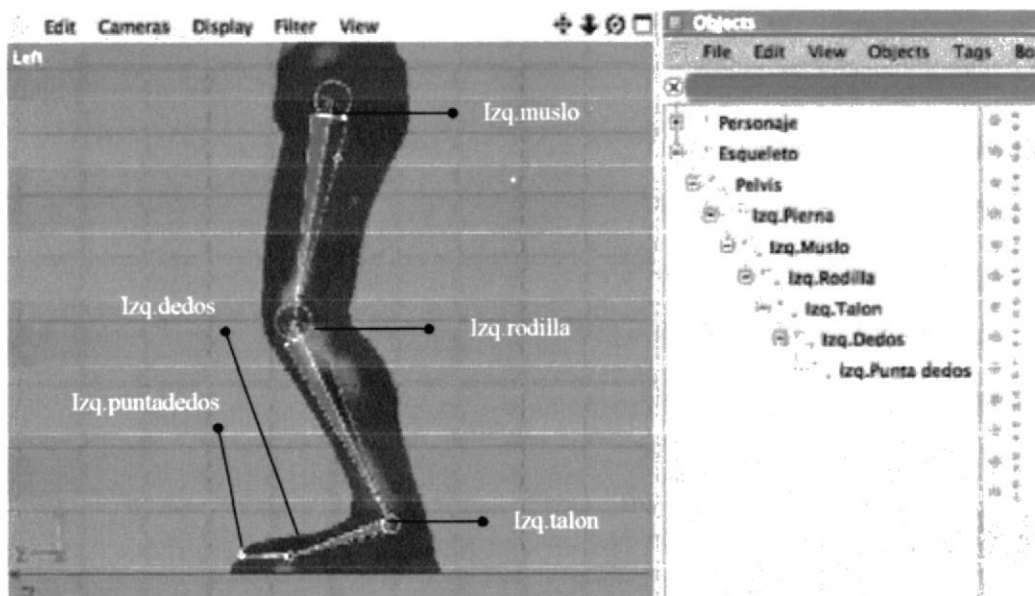 Edit Cameras Display Filter View
Left
Izq.muslo
Izq.dedos
Izq.rodilla
Izq.puntadedos
Izq.talon
Objects
File Edit View Objects Tags Bo
Personaje
Esqueleto
Pelvis
Izq.Pierna
Izq.Muslo
Izq.Rodilla
Izq.Talon
Izq.Dedos
Izq.Punta dedos